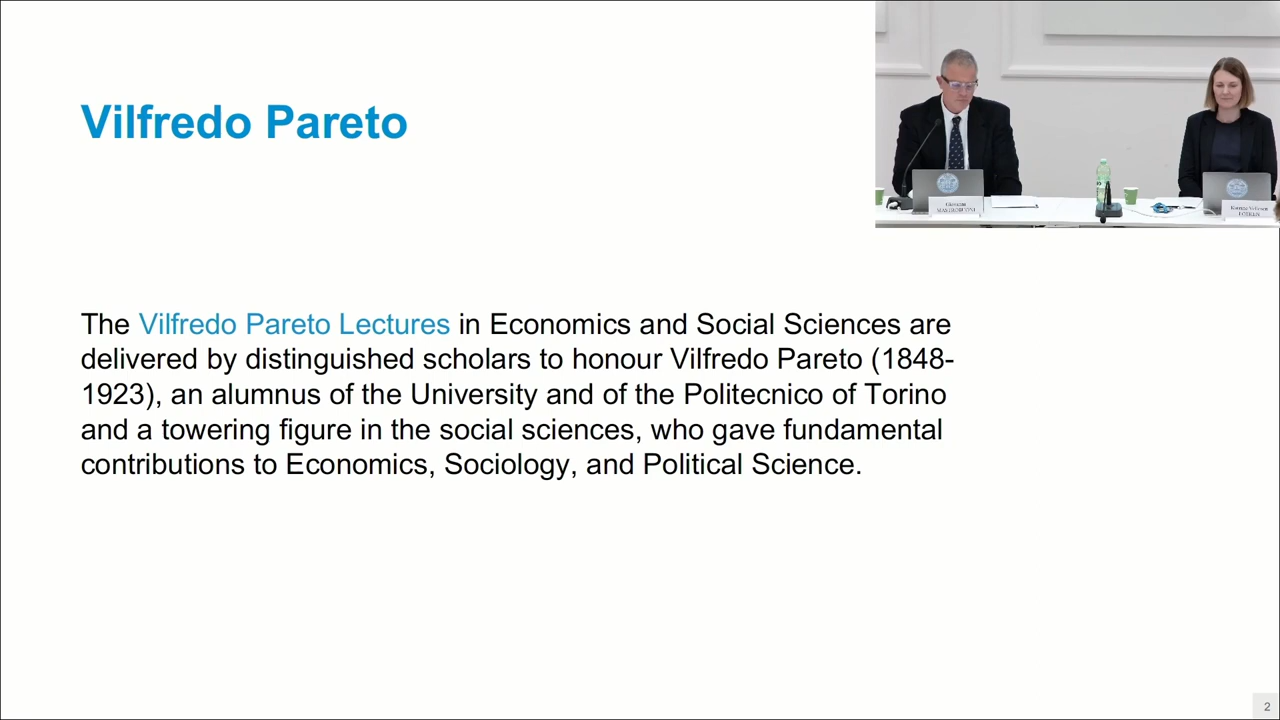 Vilfredo Pareto
The Vilfredo Pareto Lectures in Economics and Social Sciences are
delivered by distinguished scholars to honour Vilfredo Pareto (1848-
1923), an alumnus of the University and of the Politecnico of Torino
and a towering figure in the social sciences, who gave fundamental
contributions to Economics, Sociology, and Political Science.
Giovanni
2